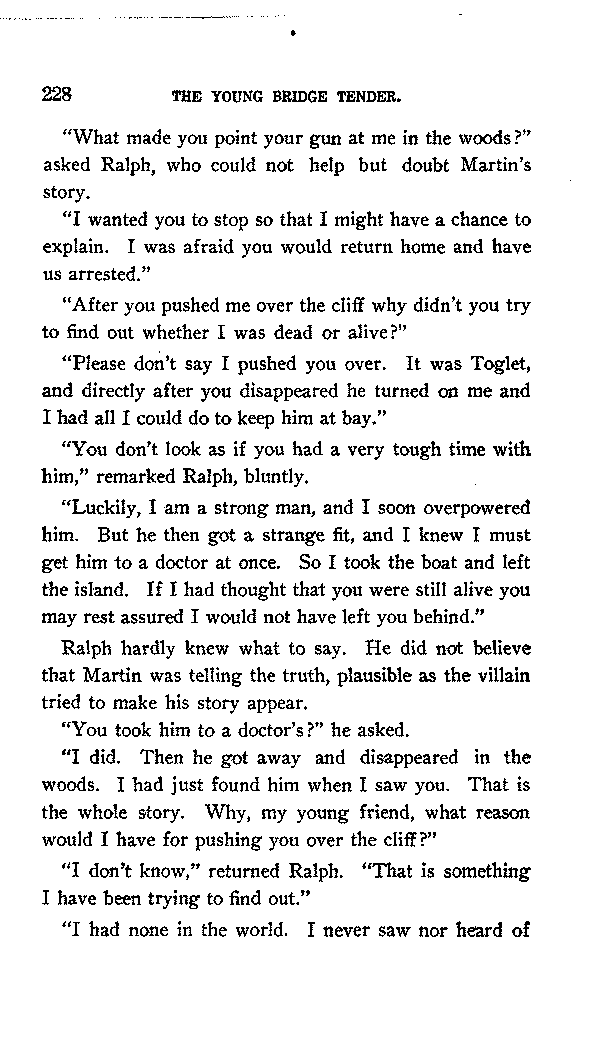 228 THE YOUNG BRIDGE TENDER.
"What made you point your gun at me in the woods?"
asked Ralph, who could not help but doubt Martin's
story.
"I wanted you to stop so that I might have a chance to
explain. I was afraid you would return home and have
us arrested."
"After you pushed me over the cliff why didn't you try
to find out whether I was dead or alive?"
"Please don't say I pushed you over. It was Toglet,
and directly after you disappeared he turned on me and
I had all I could do to keep him at bay."
"You don't look as if you had a very tough time with
him," remarked Ralph, bluntly.
"Luckily, I am a strong man, and I soon overpowered
him. But he then got a strange fit, and I knew I must
get him to a doctor at once. So I took the boat and left
the island. If I had thought that you were still alive you
may rest assured I would not have left you behind."
Ralph hardly knew what to say. He did not believe
that Martin was telling the truth, plausible as the villain
tried to make his story appear.
"You took him to a doctor's?" he asked.
"I did. Then he got away and disappeared in the
woods. I had just found him when I saw you. That is
the whole story. Why, my young friend, what reason
would I have for pushing you over the cliff?"
"I don't know," returned Ralph. "That is something
I have been trying to find out."
"I had none in the world. I never saw nor heard of